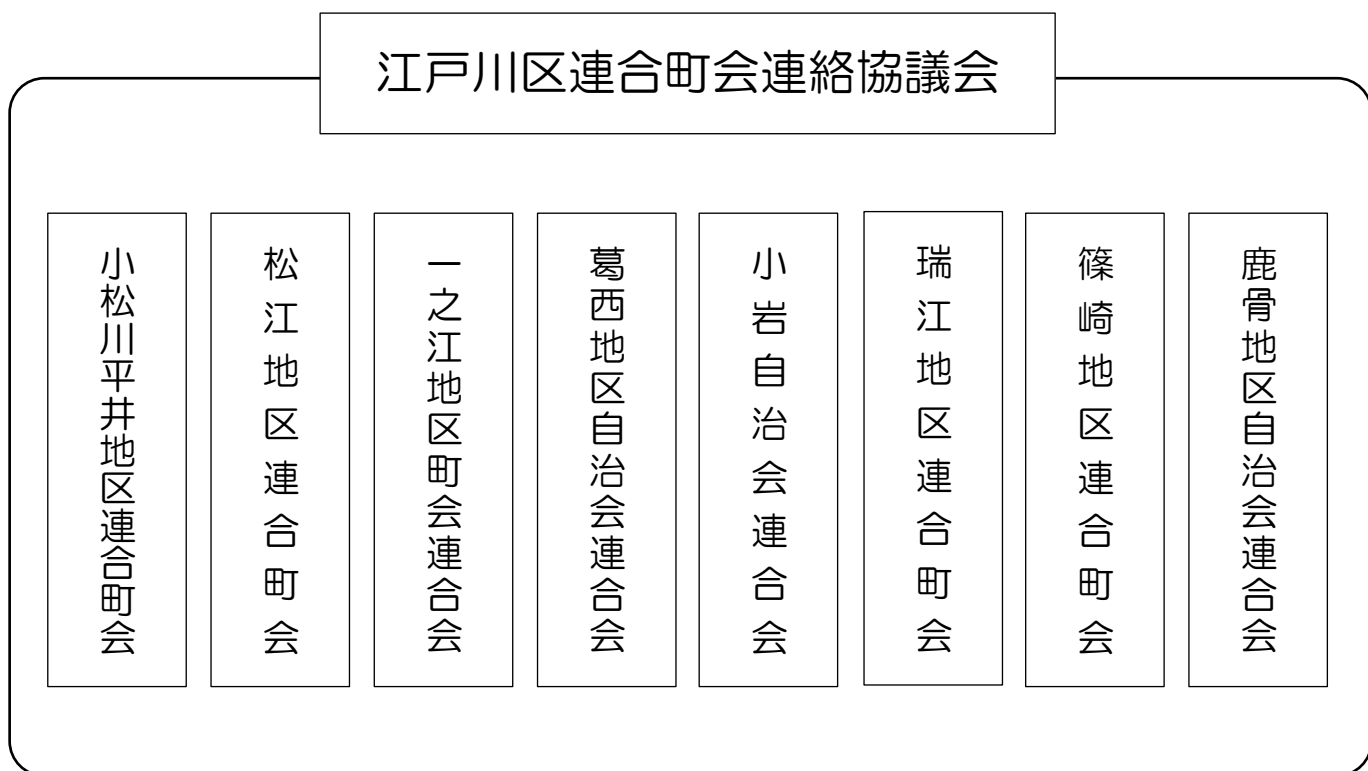 江戸川区連合町会連絡協議会
小松川平井地区連合町会
松江地区連合町会
一之江地区町会連合会
葛西地区自治会連合会
小岩自治会連合会
瑞江地区連合町会
篠崎地区連合町会
鹿骨地区自治会連合会